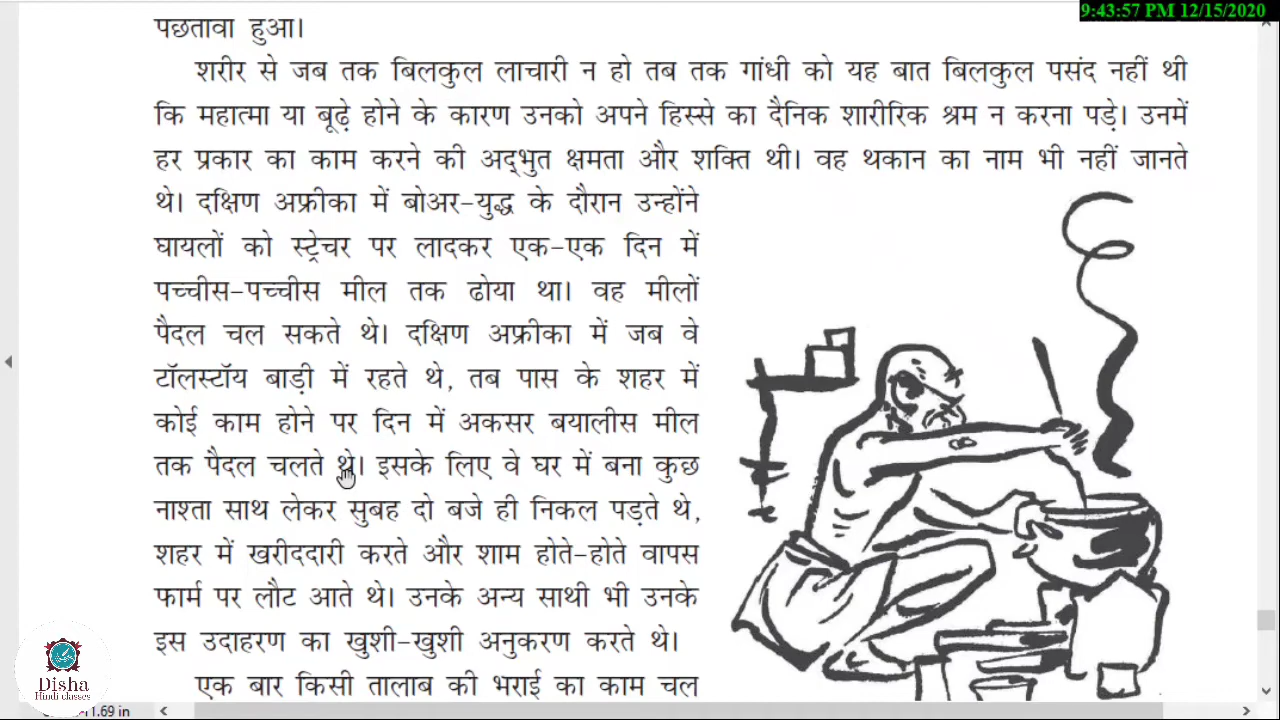 9:43:57 PM 12/15/2020
पछतावा हुआ।
शरीर से जब तक बिलकुल लाचारी न हो तब तक गांधी को यह बात बिलकुल पसंद नहीं थी
कि महात्मा या बूढ़े होने के कारण उनको अपने हिस्से का दैनिक शारीरिक श्रम न करना पड़े। उनमें
हर प्रकार का काम करने की अद्भुत क्षमता और शक्ति थी। वह थकान का नाम भी नहीं जानते
थे। दक्षिण अफ्रीका में बोअर-युद्ध के दौरान उन्होंने
घायलों को स्ट्रेचर पर लादकर एक-एक दिन में
पच्चीस-पच्चीस मील तक ढोया था। वह मीलों
पैदल चल सकते थे। दक्षिण अफ्रीका में जब वे
टॉलस्टॉय बाड़ी में रहते थे, तब पास के शहर में
कोई काम होने पर दिन में अकसर बयालीस मील
तक पैदल चलते थे। इसके लिए वे घर में बना कुछ
नाश्ता साथ लेकर सुबह दो बजे ही निकल पड़ते थे,
शहर में खरीददारी करते और शाम होते-होते वापस
फार्म पर लौट आते थे। उनके अन्य साथी भी उनके
इस उदाहरण का खुशी-खुशी अनुकरण करते थे।
एक बार किसी तालाब की भराई का काम चल
Disha
Hindi classes
11.69 in